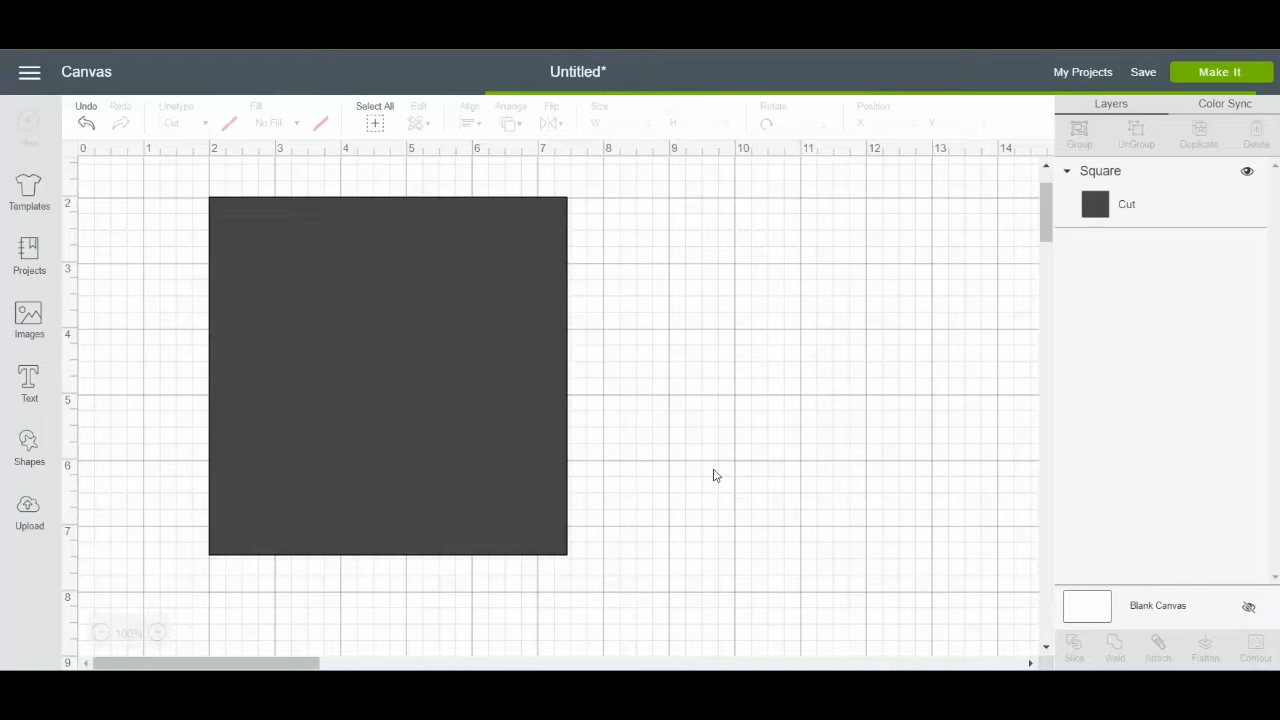 Canvas
Untitled*
My Projects
Save
Make It
Undo
Redo
Linetype
Fill
Select All
Edit
Align
Arrange
Flip
Size
Rotate
Position
Cut
No Fill
W
H
X
Y
Layers
Color Sync
Group
UnGroup
Duplicate
Delete
0 1 2 3 4 5 6 7 8 9 10 11 12 13 14
2
3
4
5
6
7
8
9
New
Templates
Projects
Images
Text
Shapes
Upload
Square
Cut
100%
Blank Canvas
Slice
Weld
Attach
Flatten
Contour